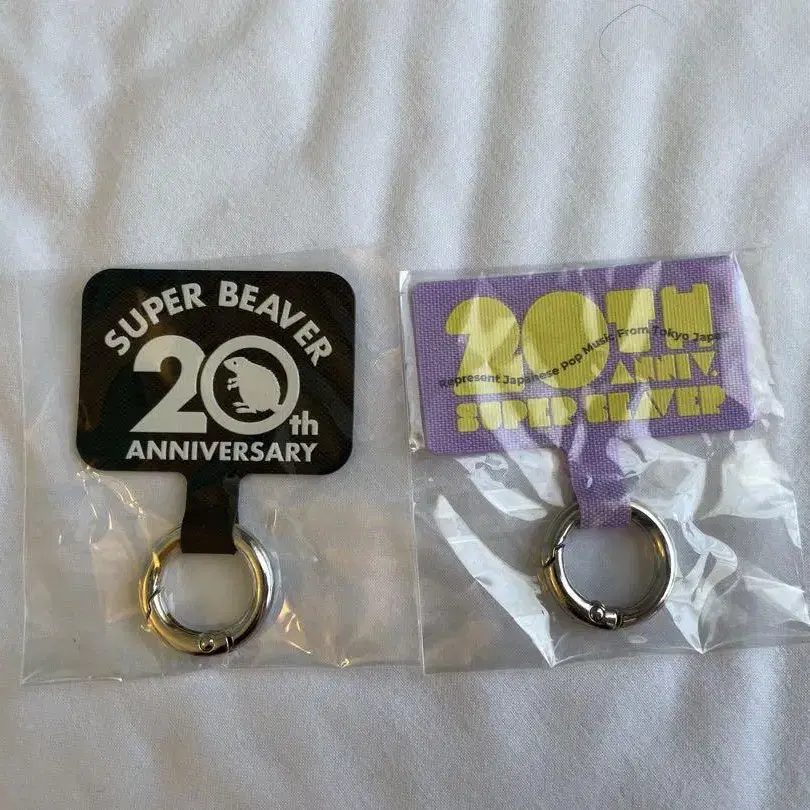 SUPER BEAVER
20th
ANNIVERSARY
20TH
Represent Japanese Pop Music From Tokyo Japan
ANNIV.
SUPER BEAVER